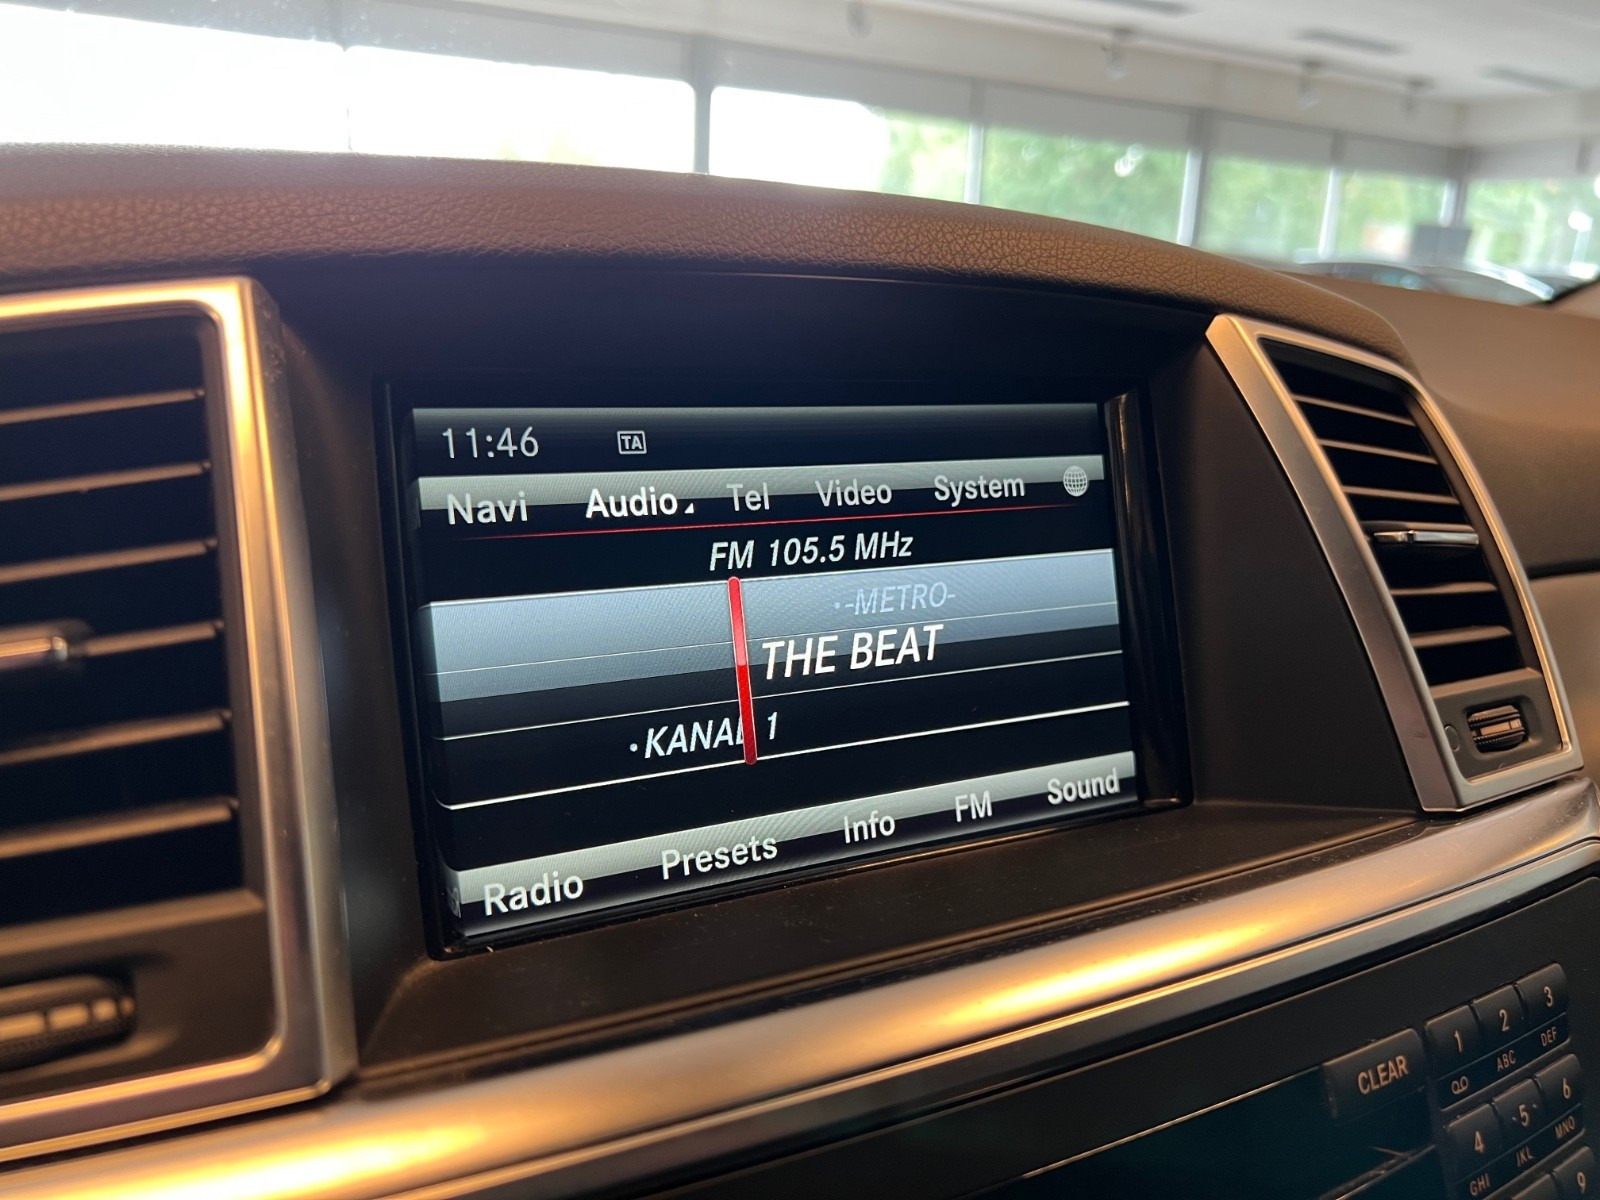 11:46 TA
Navi Audio Tel Video System
FM 105.5 MHz
·-METRO-
THE BEAT
·KANAL 1
Radio Presets Info FM Sound
CLEAR 1 2 3
ABC DEF
4 5 6
GHI JKL MNO
9